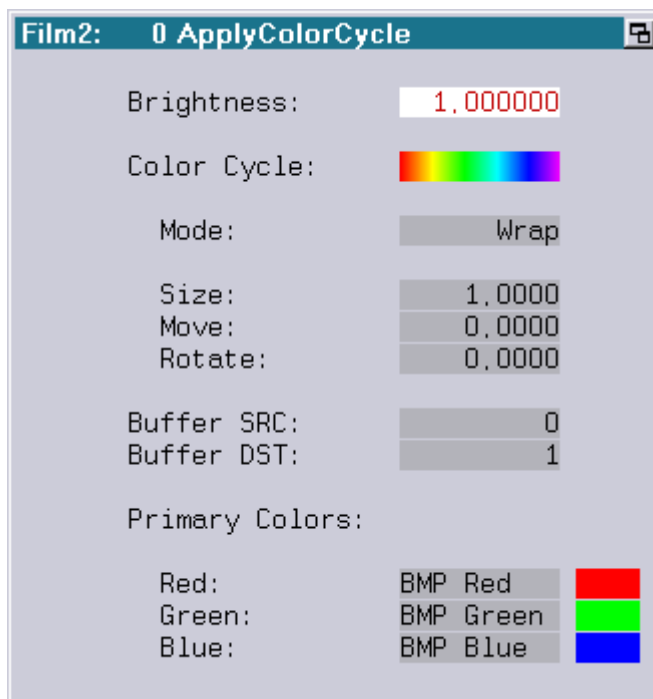 Film2: 0 ApplyColorCycle
Brightness: 1,000000
Color Cycle:
Mode: Wrap
Size: 1,0000
Move: 0,0000
Rotate: 0,0000
Buffer SRC: 0
Buffer DST: 1
Primary Colors:
Red: BMP Red
Green: BMP Green
Blue: BMP Blue